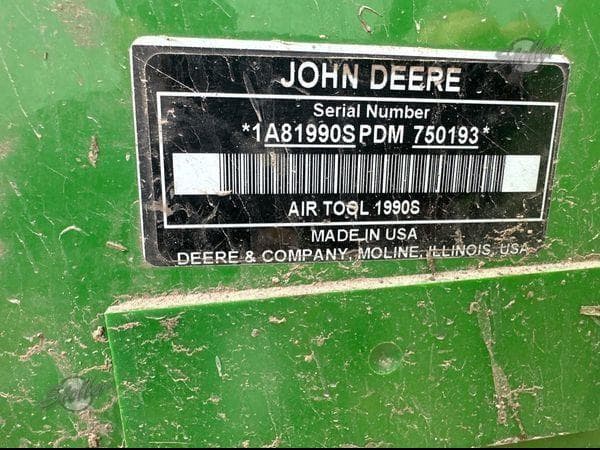 JOHN DEERE
Serial Number
*1A81990SPDM 750193*
AIR TOOL 1990S
MADE IN USA
DEERE & COMPANY, MOLINE, ILLINOIS, USA